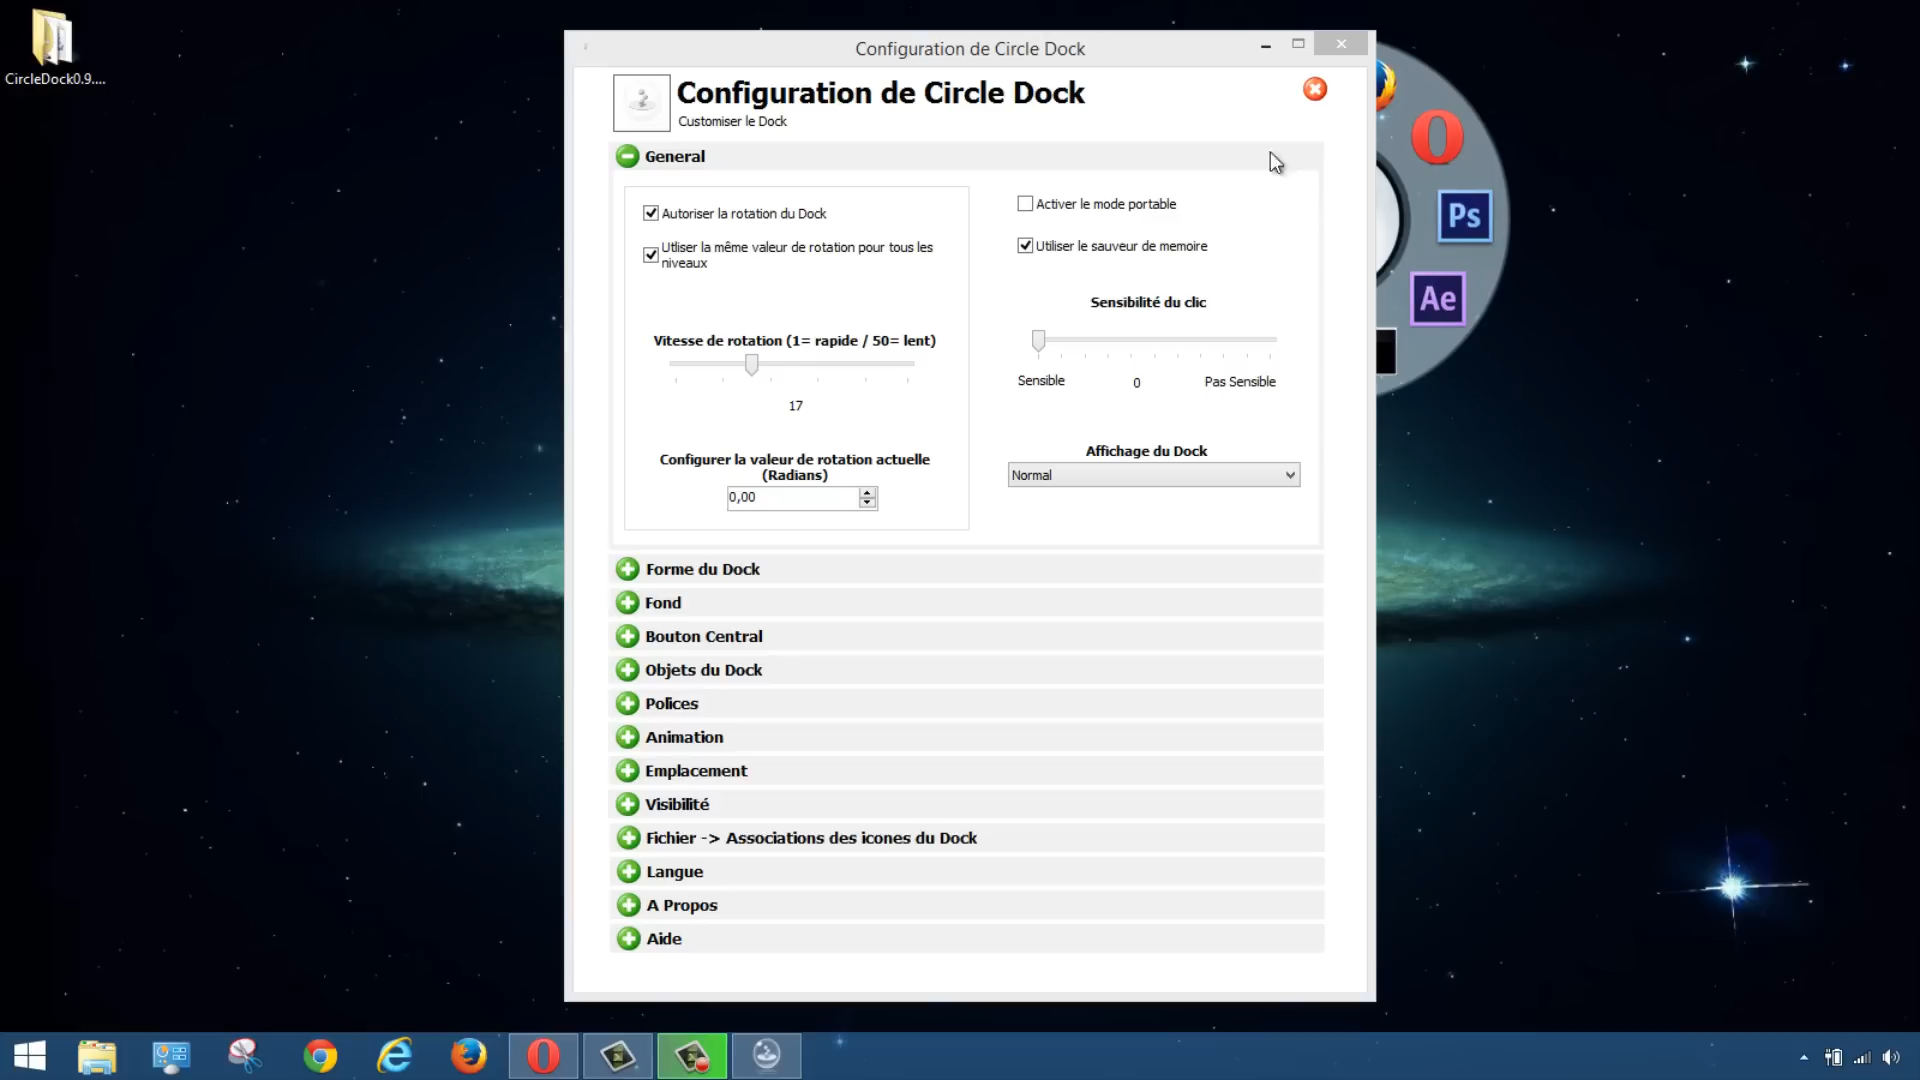 CircleDock0.9....
Configuration de Circle Dock
Configuration de Circle Dock
Customiser le Dock
General
Autoriser la rotation du Dock
Utliser la même valeur de rotation pour tous les
niveaux
Vitesse de rotation (1= rapide / 50= lent)
17
Configurer la valeur de rotation actuelle
(Radians)
0,00
Activer le mode portable
Utiliser le sauveur de memoire
Sensibilité du clic
Sensible 0 Pas Sensible
Affichage du Dock
Normal
Forme du Dock
Fond
Bouton Central
Objets du Dock
Polices
Animation
Emplacement
Visibilité
Fichier -> Associations des icones du Dock
Langue
A Propos
Aide
Ps
Ae